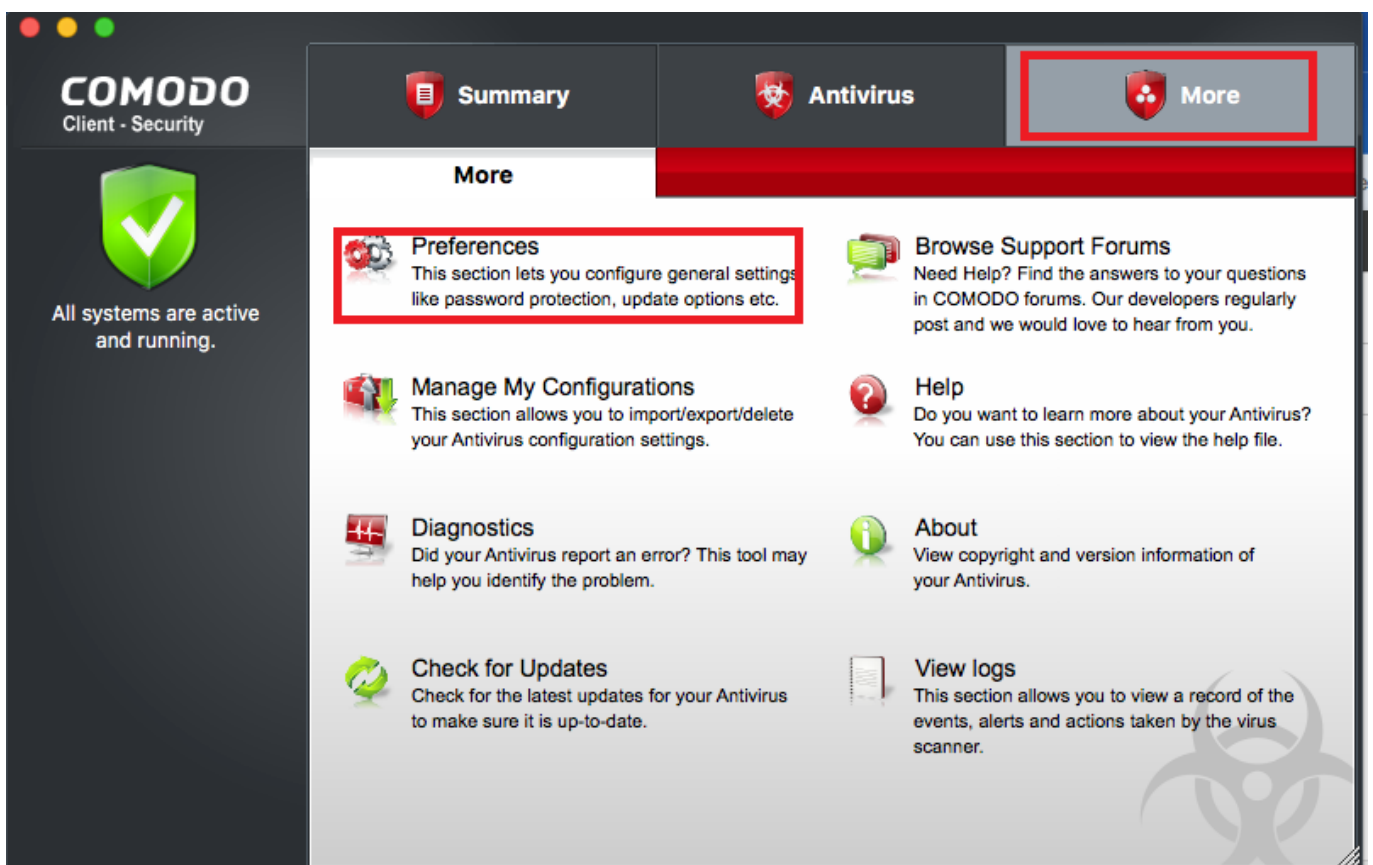 COMODO
Client - Security
Summary
Antivirus
More
More
All systems are active
and running.
Preferences
This section lets you configure general settings
like password protection, update options etc.
Browse Support Forums
Need Help? Find the answers to your questions
in COMODO forums. Our developers regularly
post and we would love to hear from you.
Manage My Configurations
This section allows you to import/export/delete
your Antivirus configuration settings.
Help
Do you want to learn more about your Antivirus?
You can use this section to view the help file.
Diagnostics
Did your Antivirus report an error? This tool may
help you identify the problem.
About
View copyright and version information of
your Antivirus.
Check for Updates
Check for the latest updates for your Antivirus
to make sure it is up-to-date.
View logs
This section allows you to view a record of the
events, alerts and actions taken by the virus
scanner.